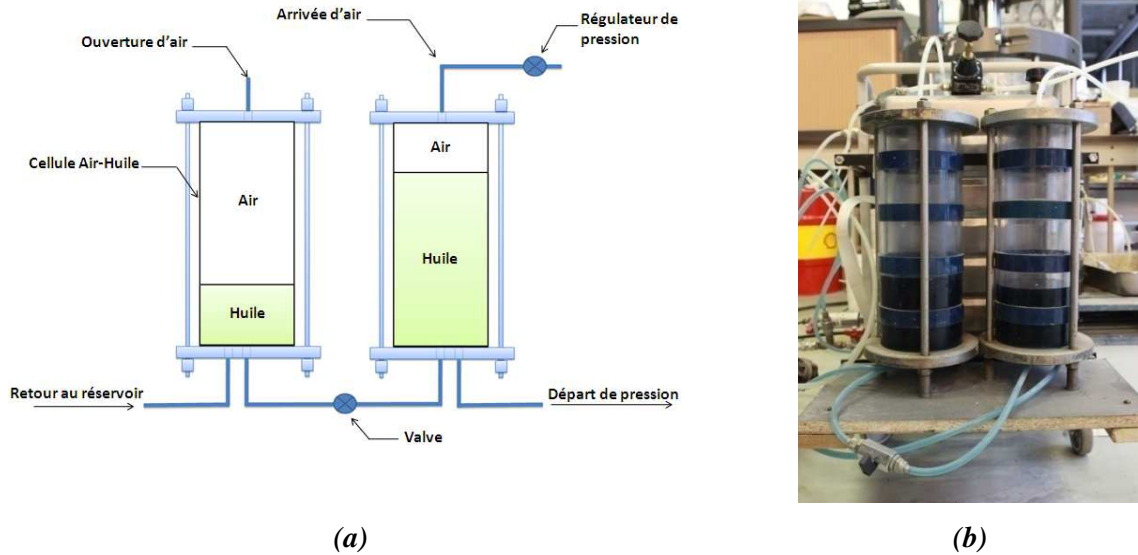 Arrivée d'air
Régulateur de
pression
Ouverture d'air
Air
Cellule Air-Huile
Air
Huile
Huile
Retour au réservoir
Départ de pression
Valve
(a)
(b)